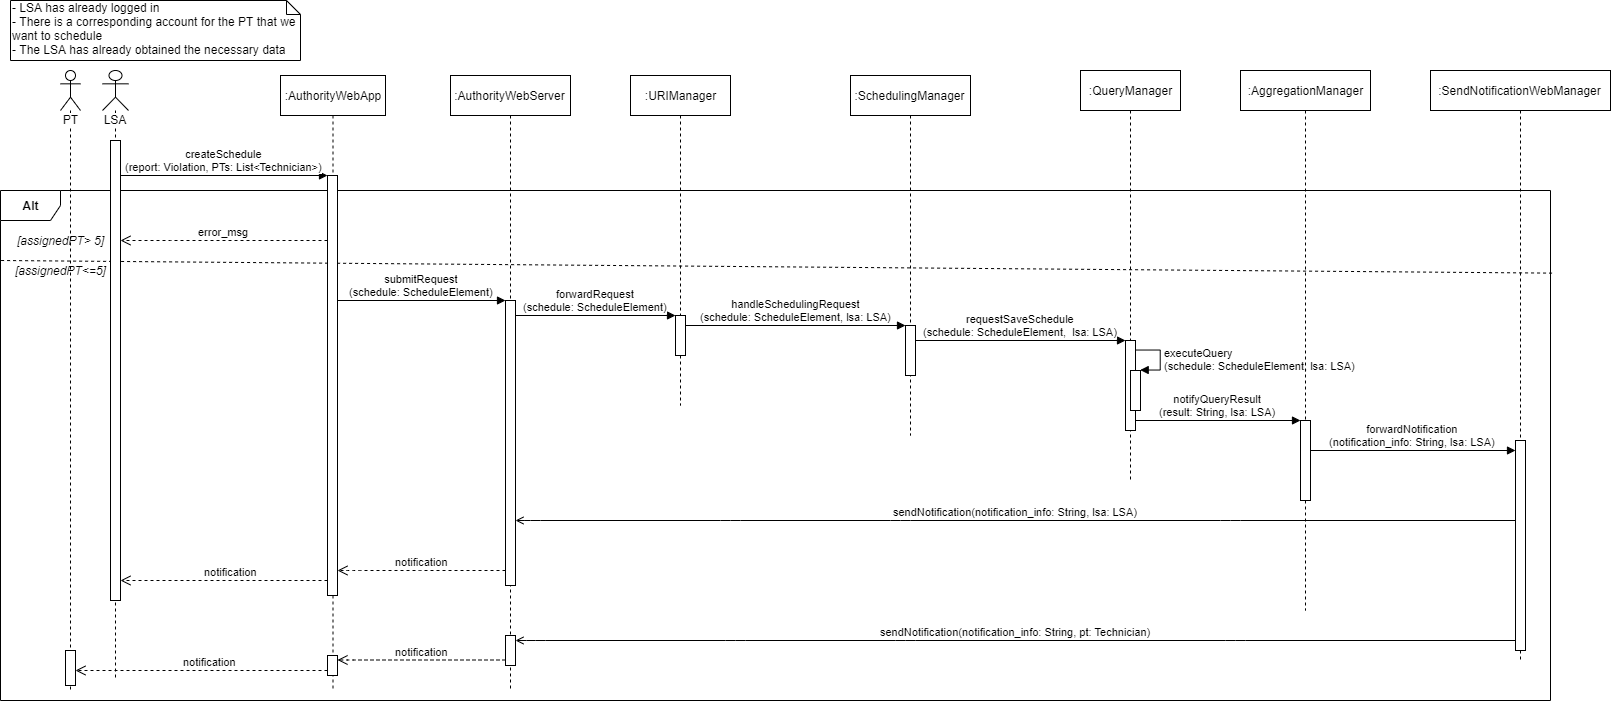 - LSA has already logged in
- There is a corresponding account for the PT that we
want to schedule
- The LSA has already obtained the necessary data
PT
LSA
:AuthorityWebApp
:AuthorityWebServer
:URIManager
:SchedulingManager
:QueryManager
:AggregationManager
:SendNotificationWebManager
createSchedule
(report: Violation, PTs: List<Technician>)
Alt
[assignedPT> 5]
error_msg
[assignedPT<=5]
submitRequest
(schedule: ScheduleElement)
forwardRequest
(schedule: ScheduleElement)
handleSchedulingRequest
(schedule: ScheduleElement, lsa: LSA)
requestSaveSchedule
(schedule: ScheduleElement, lsa: LSA)
executeQuery
(schedule: ScheduleElement, lsa: LSA)
notifyQueryResult
(result: String, lsa: LSA)
forwardNotification
(notification_info: String, lsa: LSA)
sendNotification(notification_info: String, lsa: LSA)
notification
notification
sendNotification(notification_info: String, pt: Technician)
notification
notification